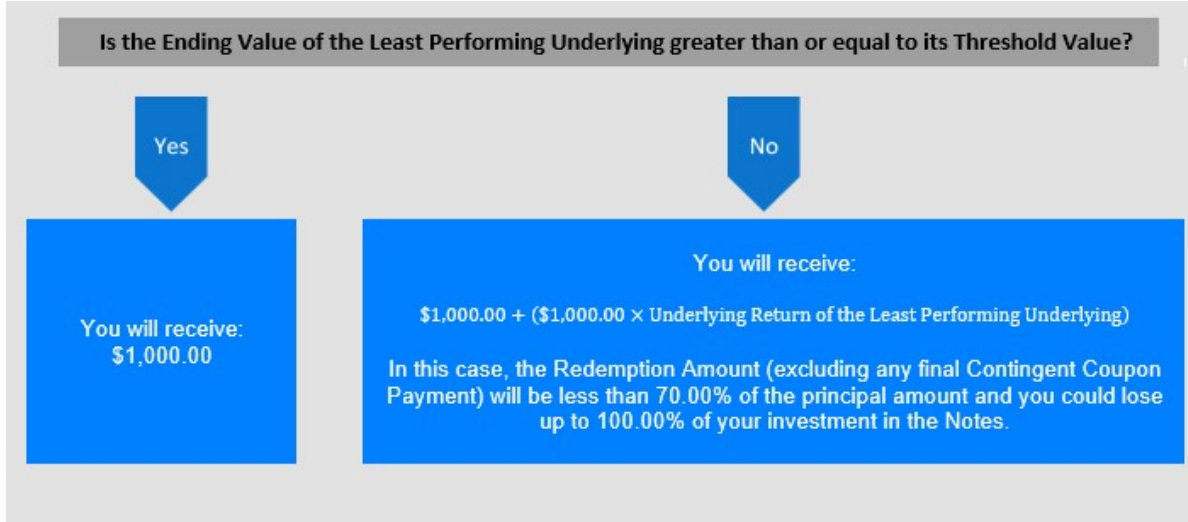 Is the Ending Value of the Least Performing Underlying greater than or equal to its Threshold Value?
Yes
No
You will receive:
$1,000.00
You will receive:
$1,000.00 + ($1,000.00 × Underlying Return of the Least Performing Underlying)
In this case, the Redemption Amount (excluding any final Contingent Coupon
Payment) will be less than 70.00% of the principal amount and you could lose
up to 100.00% of your investment in the Notes.